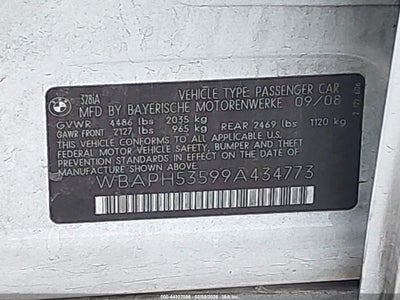 328iA
VEHICLE TYPE: PASSENGER CAR
MFD BY BAYERISCHE MOTORENWERKE 09/08
GVWR 4486 lbs 2035 kg
GAWR FRONT 2127 lbs 965 kg REAR 2469 lbs 1120 kg
THIS VEHICLE CONFORMS TO ALL APPLICABLE
FEDERAL MOTOR VEHICLE SAFETY, BUMPER,
AND THEFT PREVENTION STANDARDS
IN EFFECT ON THE DATE OF
MANUFACTURE SHOWN ABOVE.
WBAPH53599A434773